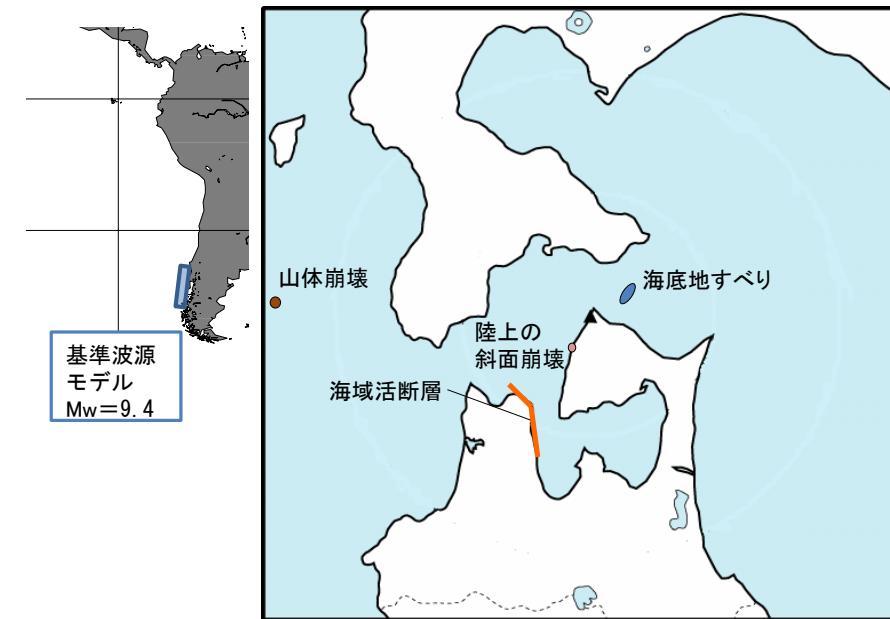 山体崩壊
海底地すべり
陸上の
斜面崩壊
海域活断層
基準波源
モデル
Mw＝9.4